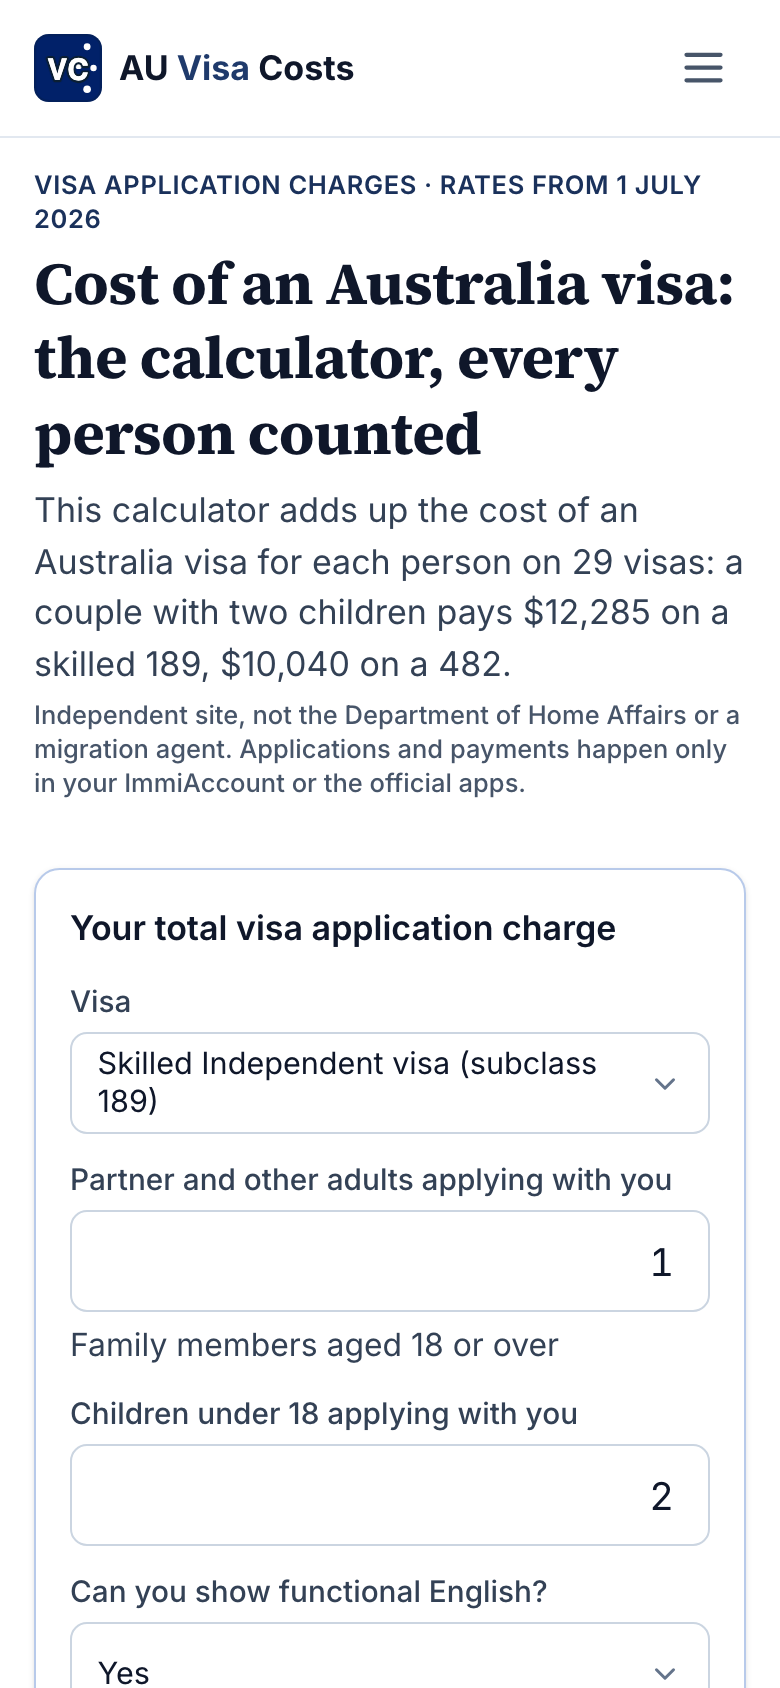 VC
AU Visa Costs
VISA APPLICATION CHARGES · RATES FROM 1 JULY
2026
Cost of an Australia visa:
the calculator, every
person counted
This calculator adds up the cost of an
Australia visa for each person on 29 visas: a
couple with two children pays $12,285 on a
skilled 189, $10,040 on a 482.
Independent site, not the Department of Home Affairs or a
migration agent. Applications and payments happen only
in your ImmiAccount or the official apps.
Your total visa application charge
Visa
Skilled Independent visa (subclass
189)
Partner and other adults applying with you
1
Family members aged 18 or over
Children under 18 applying with you
2
Can you show functional English?
Yes